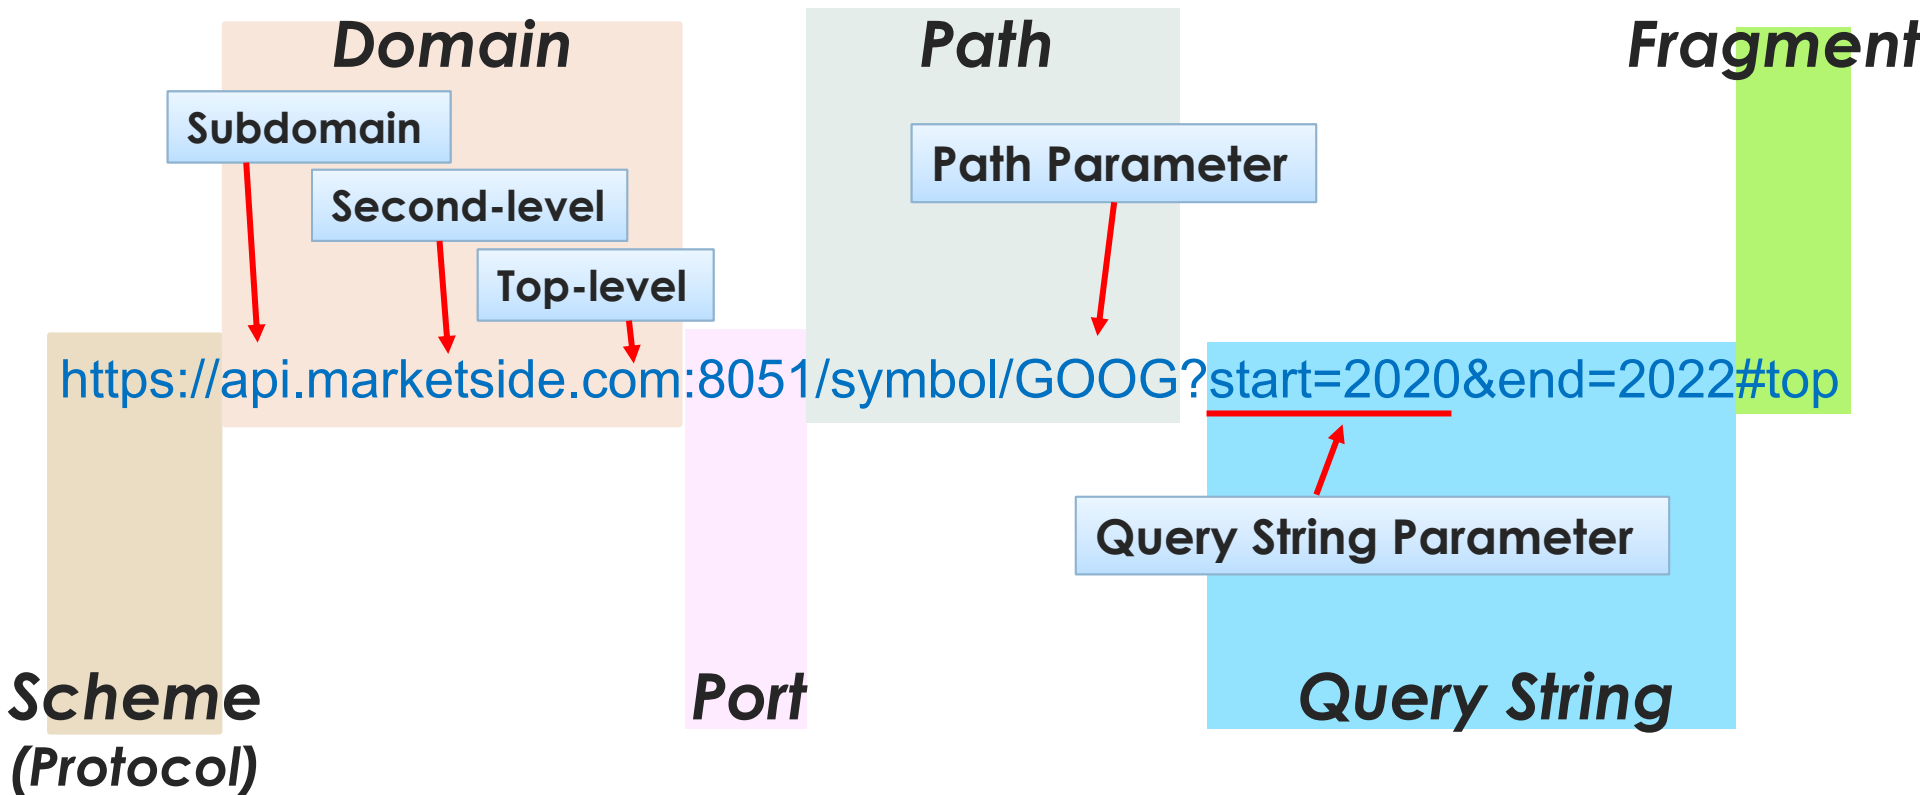 Domain
Path
Fragment
Subdomain
Path Parameter
Second-level
Top-level
https://api.marketside.com:8051/symbol/GOOG?start=2020&end=2022#top
Query String Parameter
Scheme
(Protocol)
Port
Query String